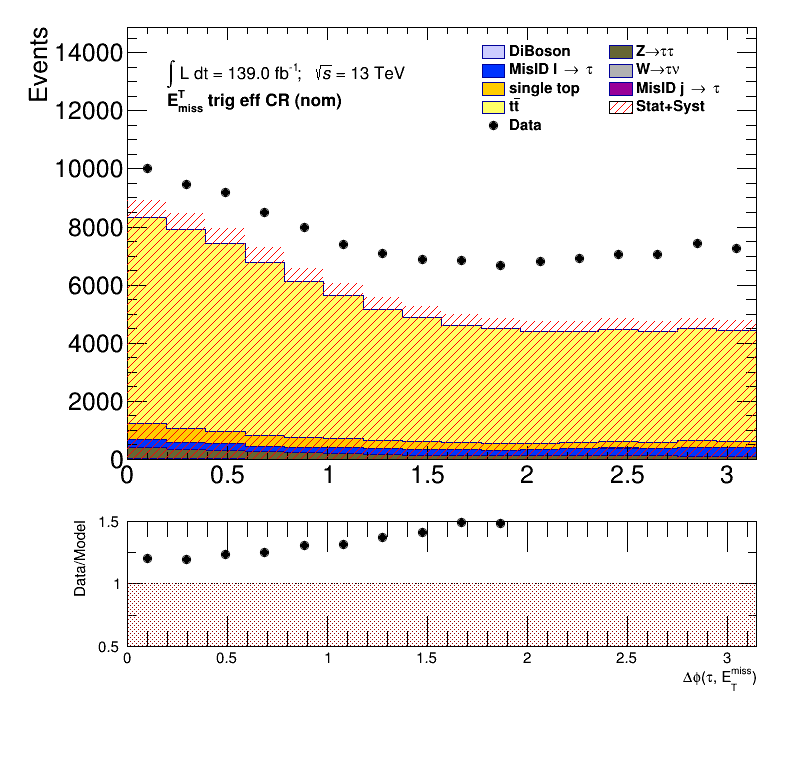 Events
14000
12000
10000
8000
6000
4000
2000
0
∫ L dt = 139.0 fb⁻¹; √s = 13 TeV
E^T_miss trig eff CR (nom)
DiBoson
Z→ττ
MisID l → τ
W→τν
single top
MisID j → τ
tt̄
Stat+Syst
Data
0 0.5 1 1.5 2 2.5 3
Data/Model
1.5
1
0.5
0 0.5 1 1.5 2 2.5 3
Δϕ(τ, E_T^miss)